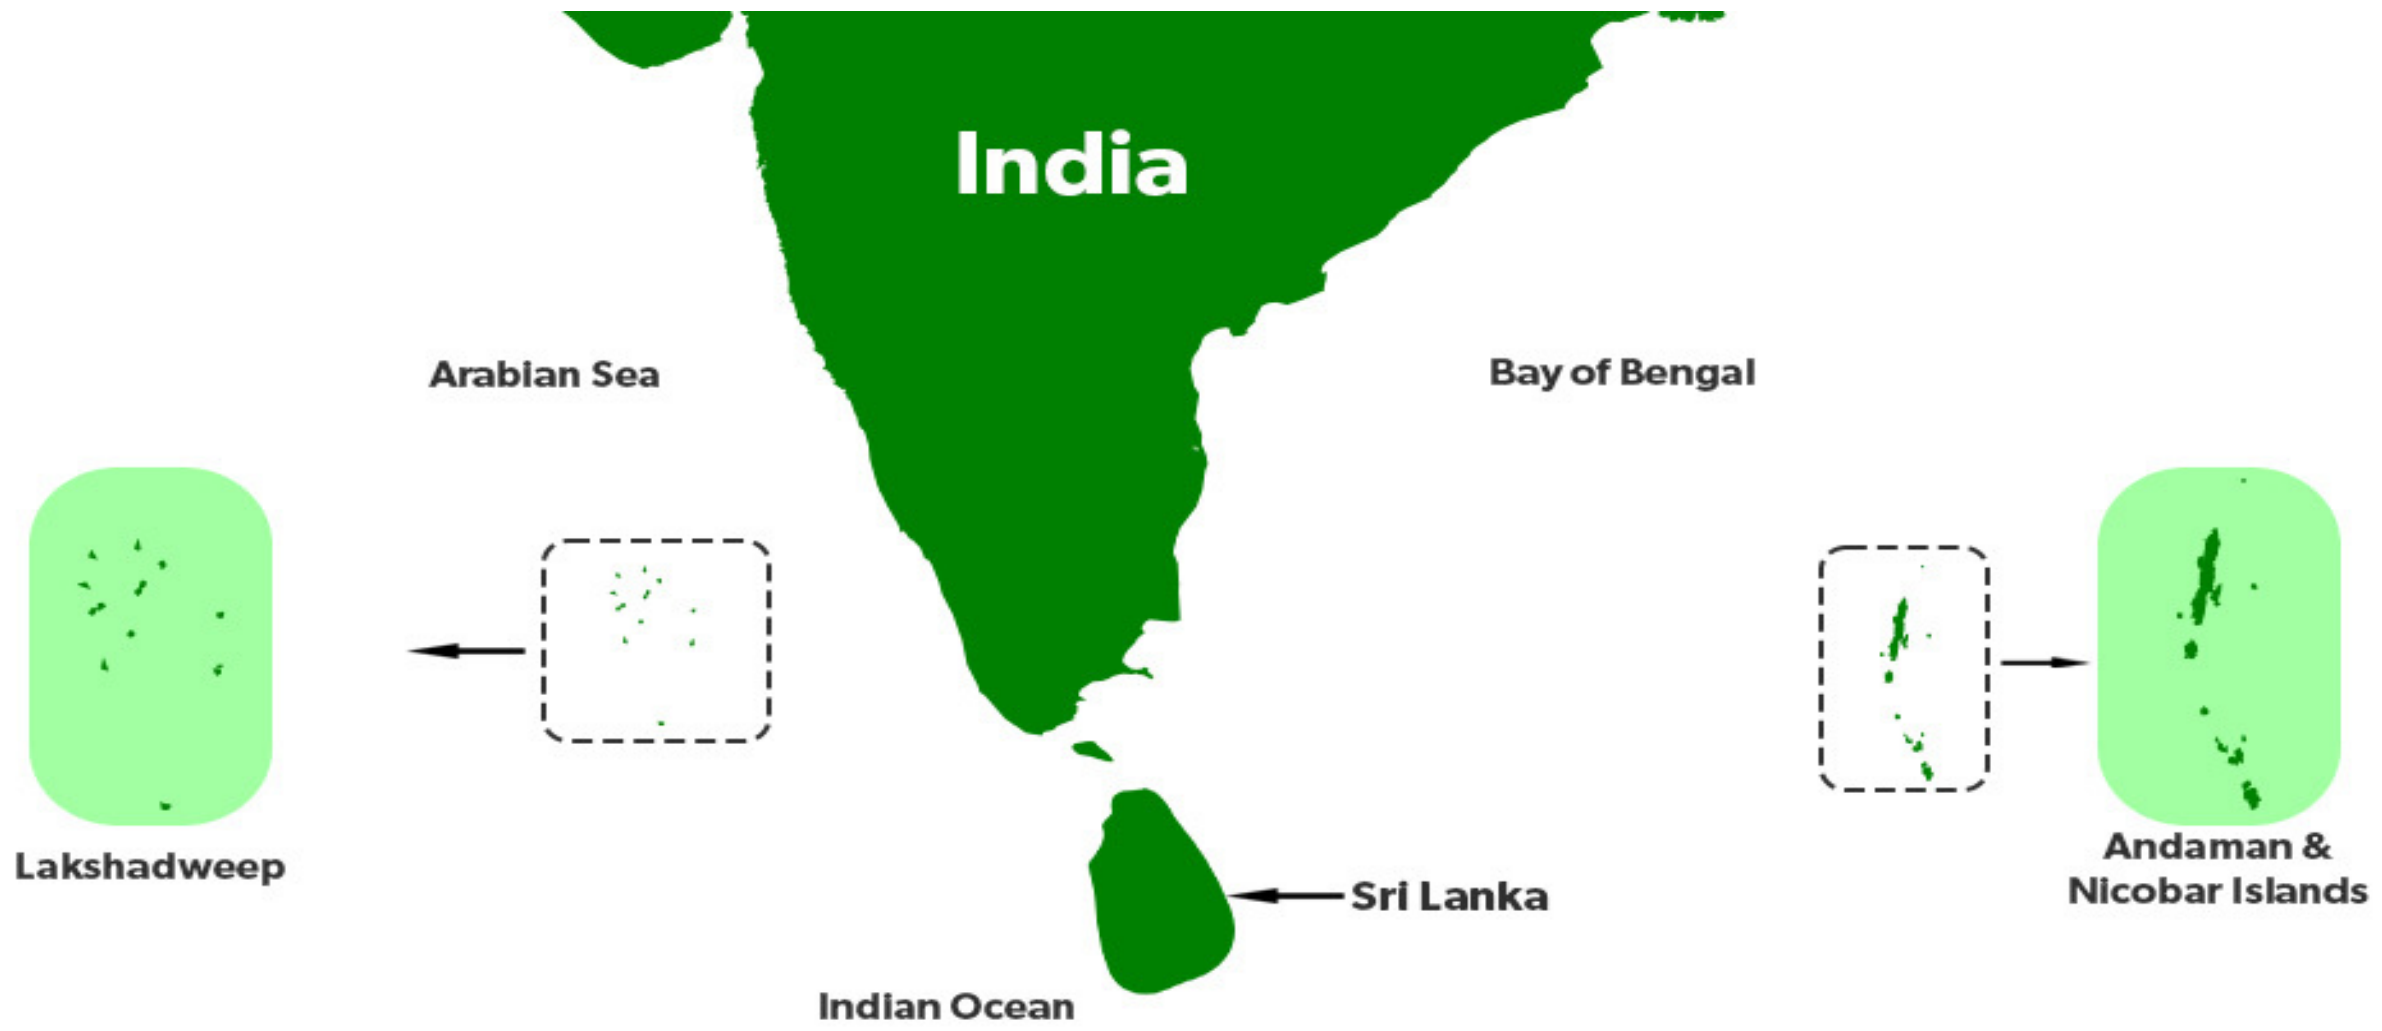 India
Arabian Sea
Bay of Bengal
Lakshadweep
Andaman &
Nicobar Islands
Sri Lanka
Indian Ocean